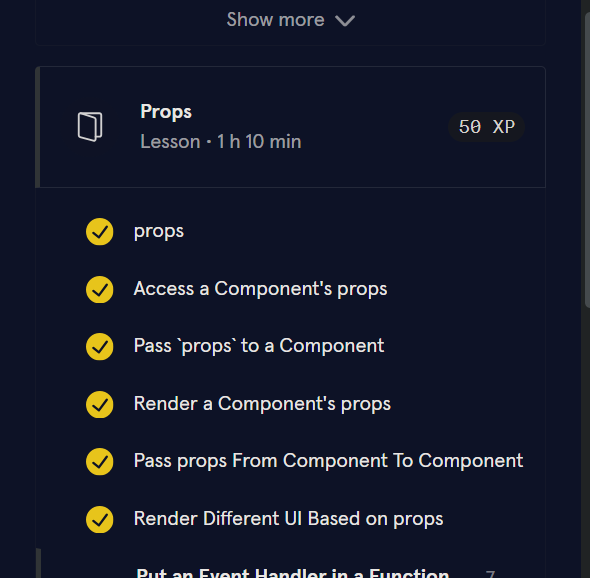 Show more
Props
Lesson • 1 h 10 min
50 XP
props
Access a Component's props
Pass `props` to a Component
Render a Component's props
Pass props From Component To Component
Render Different UI Based on props
Put an Event Handler in a Function